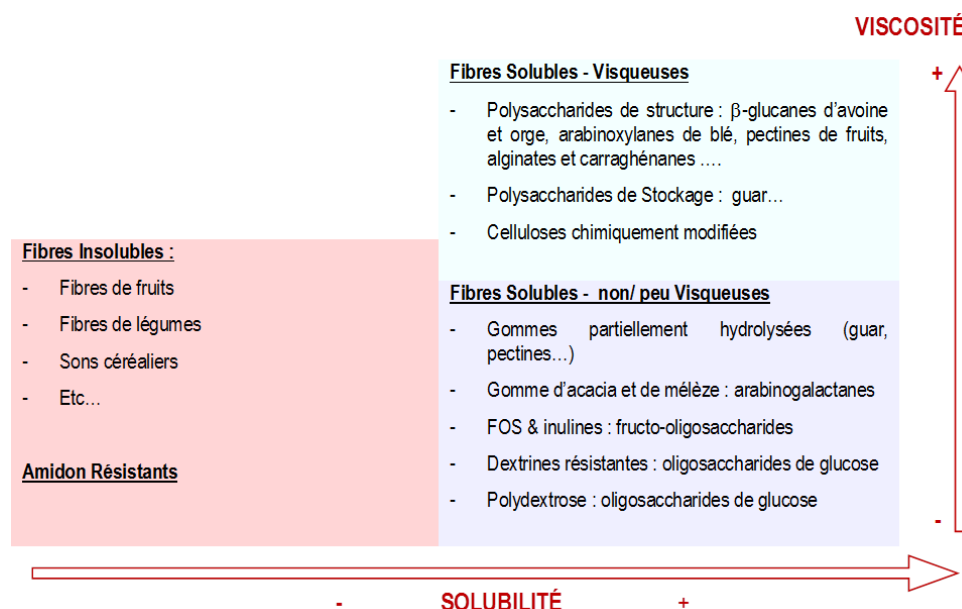 VISCOSITÉ
+
Fibres Solubles - Visqueuses
- Polysaccharides de structure : β-glucanes d’avoine
et orge, arabinoxylanes de blé, pectines de fruits,
alginates et carraghénanes ….
- Polysaccharides de Stockage : guar…
- Celluloses chimiquement modifiées
Fibres Insolubles :
- Fibres de fruits
- Fibres de légumes
- Sons céréaliers
- Etc…
Amidon Résistants
Fibres Solubles - non/ peu Visqueuses
- Gommes partiellement hydrolysées (guar,
pectines…)
- Gomme d’acacia et de mélèze : arabinogalactanes
- FOS & inulines : fructo-oligosaccharides
- Dextrines résistantes : oligosaccharides de glucose
- Polydextrose : oligosaccharides de glucose
-
- SOLUBILITÉ +